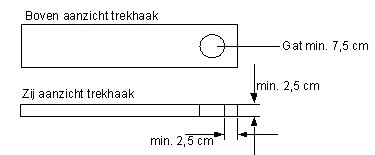 Boven aanzicht trekhaak
Gat min. 7,5 cm
min. 2,5 cm
Zij aanzicht trekhaak
min. 2,5 cm